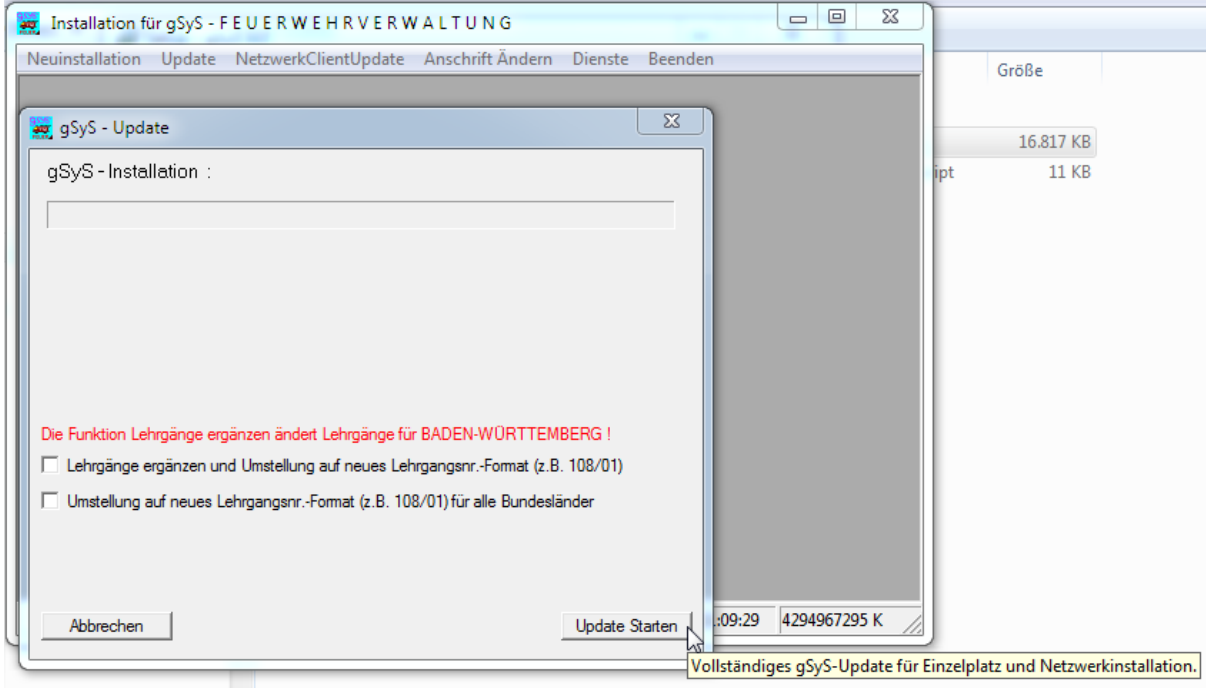 Installation für gSyS - F E U E R W E H R V E R W A L T U N G
Neuinstallation Update NetzwerkClientUpdate Anschrift Ändern Dienste Beenden
Größe
gSyS - Update
16.817 KB
ipt 11 KB
gSyS - Installation :
Die Funktion Lehrgänge ergänzen ändert Lehrgänge für BADEN-WÜRTTEMBERG !
Lehrgänge ergänzen und Umstellung auf neues Lehrgangsnr.-Format (z.B. 108/01)
Umstellung auf neues Lehrgangsnr.-Format (z.B. 108/01) für alle Bundesländer
Abbrechen Update Starten :09:29 4294967295 K
Vollständiges gSyS-Update für Einzelplatz und Netzwerkinstallation.